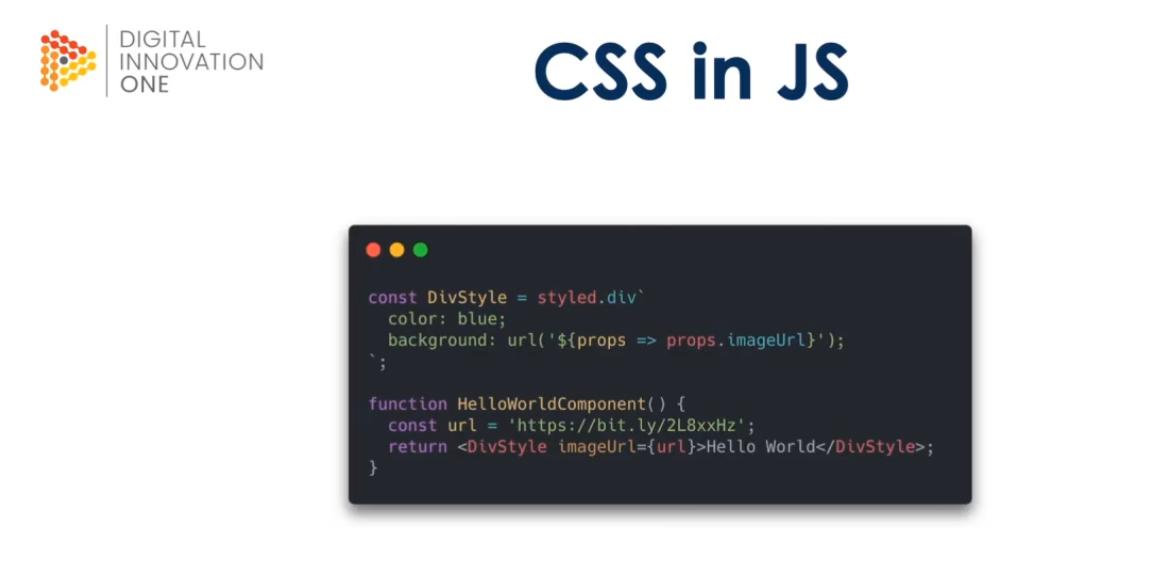 DIGITAL
INNOVATION
ONE
CSS in JS
const DivStyle = styled.div`
  color: blue;
  background: url('${props => props.imageUrl}');
`;

function HelloWorldComponent() {
  const url = 'https://bit.ly/2L8xxHz';
  return <DivStyle imageUrl={url}>Hello World</DivStyle>;
}